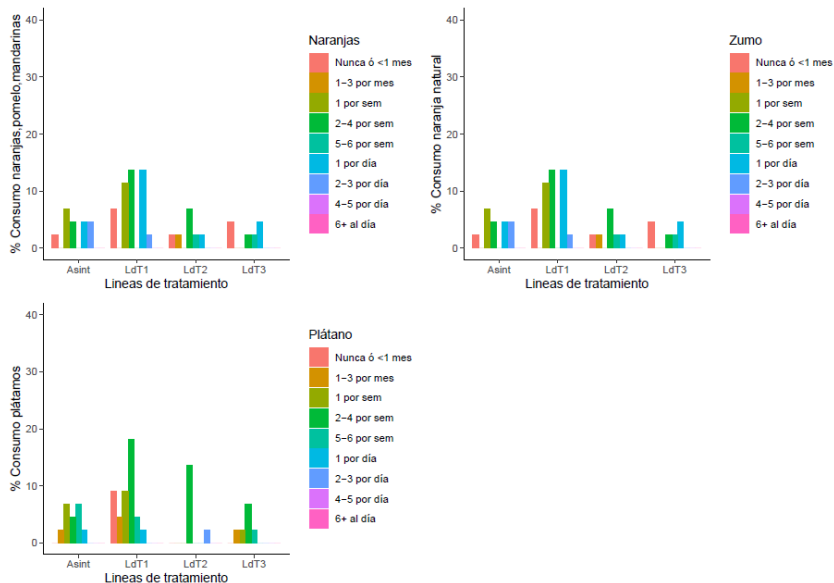 % Consumo naranjas,pomelo,mandarinas
40
30
20
10
0
Asint LdT1 LdT2 LdT3
Lineas de tratamiento
Naranjas
Nunca ó <1 mes
1−3 por mes
1 por sem
2−4 por sem
5−6 por sem
1 por día
2−3 por día
4−5 por día
6+ al día
% Consumo naranja natural
40
30
20
10
0
Asint LdT1 LdT2 LdT3
Lineas de tratamiento
Zumo
Nunca ó <1 mes
1−3 por mes
1 por sem
2−4 por sem
5−6 por sem
1 por día
2−3 por día
4−5 por día
6+ al día
% Consumo plátamos
40
30
20
10
0
Asint LdT1 LdT2 LdT3
Lineas de tratamiento
Plátano
Nunca ó <1 mes
1−3 por mes
1 por sem
2−4 por sem
5−6 por sem
1 por día
2−3 por día
4−5 por día
6+ al día